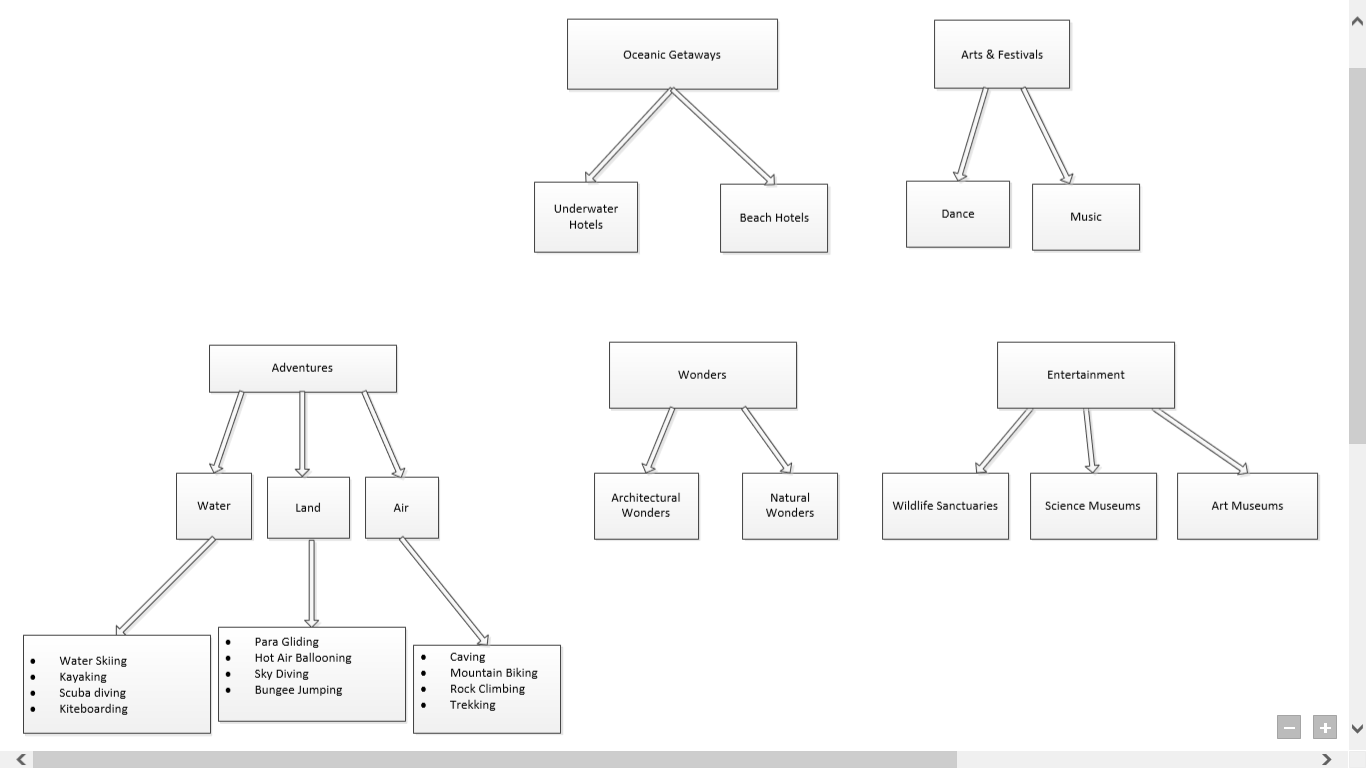 Oceanic Getaways
Arts & Festivals
Underwater
Hotels
Beach Hotels
Dance
Music
Adventures
Wonders
Entertainment
Water
Land
Air
Architectural
Wonders
Natural
Wonders
Wildlife Sanctuaries
Science Museums
Art Museums
• Water Skiing
• Kayaking
• Scuba diving
• Kiteboarding
• Para Gliding
• Hot Air Ballooning
• Sky Diving
• Bungee Jumping
• Caving
• Mountain Biking
• Rock Climbing
• Trekking